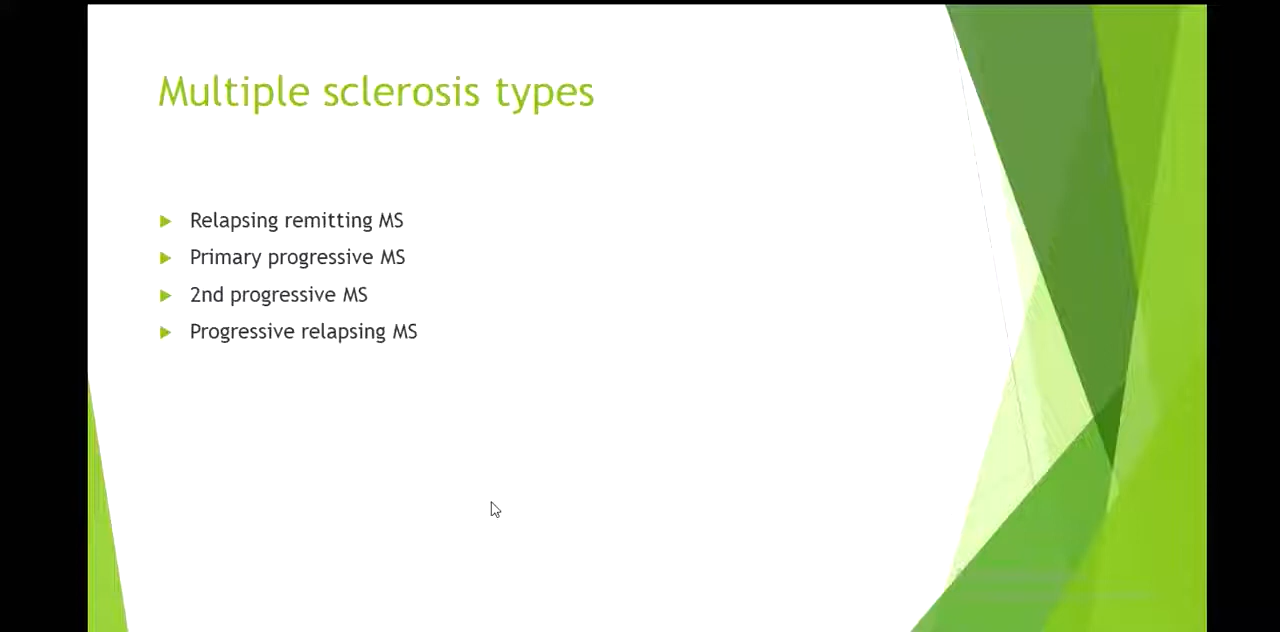 Multiple sclerosis types
Relapsing remitting MS
Primary progressive MS
2nd progressive MS
Progressive relapsing MS